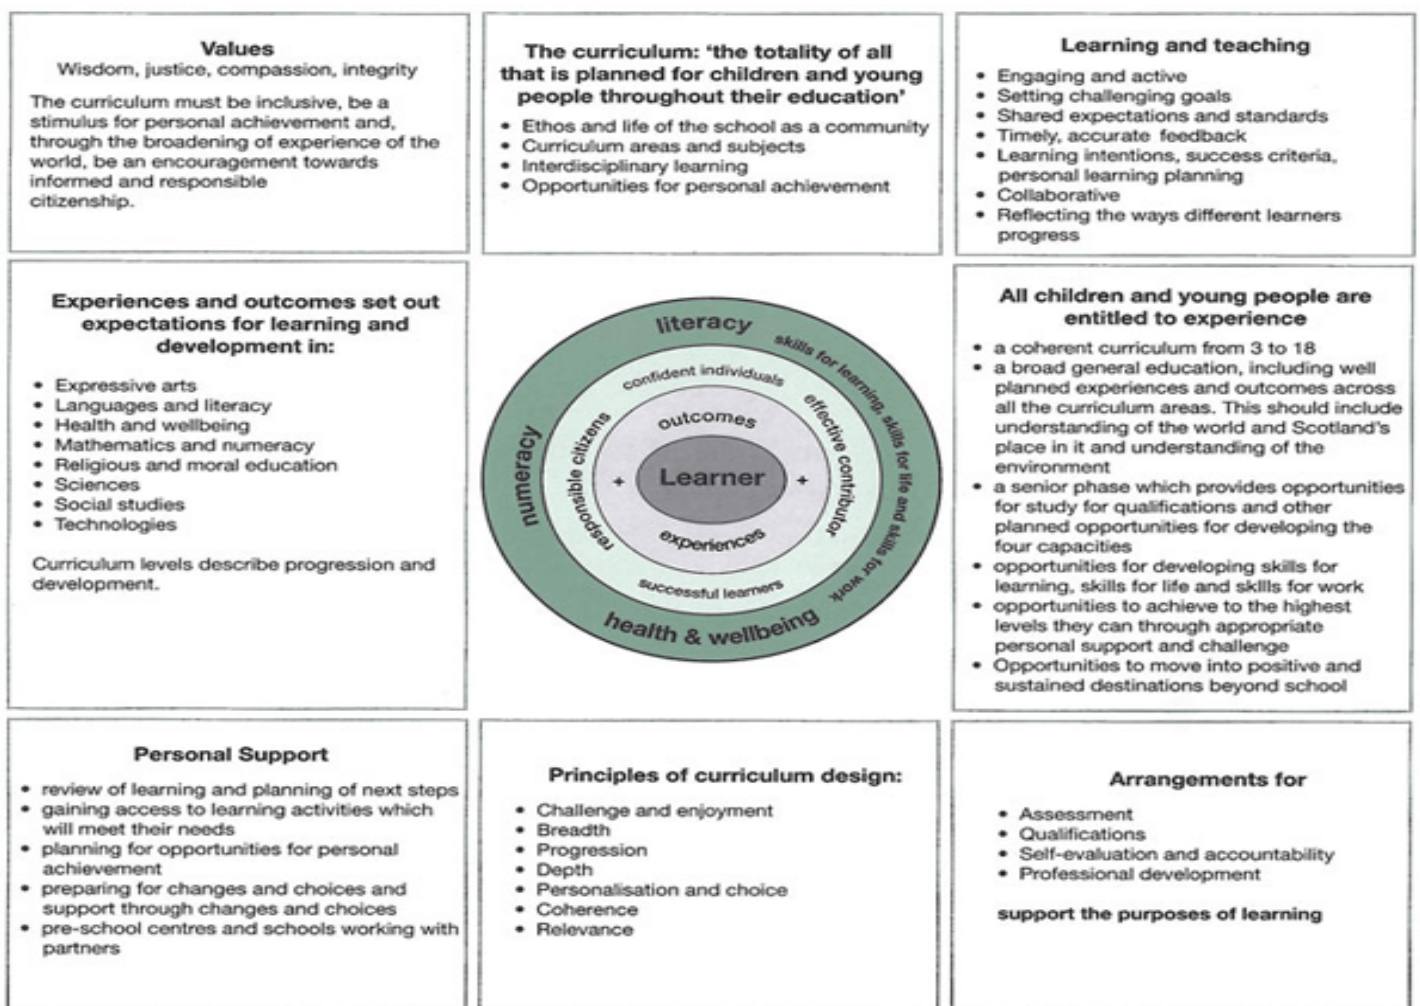 Values
Wisdom, justice, compassion, integrity
The curriculum must be inclusive, be a
stimulus for personal achievement and,
through the broadening of experience of the
world, be an encouragement towards
informed and responsible
citizenship.
The curriculum: ‘the totality of all
that is planned for children and young
people throughout their education’
• Ethos and life of the school as a community
• Curriculum areas and subjects
• Interdisciplinary learning
• Opportunities for personal achievement
Learning and teaching
• Engaging and active
• Setting challenging goals
• Shared expectations and standards
• Timely, accurate feedback
• Learning intentions, success criteria,
personal learning planning
• Collaborative
• Reflecting the ways different learners
progress
Experiences and outcomes set out
expectations for learning and
development in:
• Expressive arts
• Languages and literacy
• Health and wellbeing
• Mathematics and numeracy
• Religious and moral education
• Sciences
• Social studies
• Technologies
Curriculum levels describe progression and
development.
literacy
skills for learning, skills for life and skills for work
numeracy
health & wellbeing
confident individuals
effective contributor
responsible citizens
successful learners
outcomes
+ Learner +
experiences
All children and young people are
entitled to experience
• a coherent curriculum from 3 to 18
• a broad general education, including well
planned experiences and outcomes across
all the curriculum areas. This should include
understanding of the world and Scotland's
place in it and understanding of the
environment
• a senior phase which provides opportunities
for study for qualifications and other
planned opportunities for developing the
four capacities
• opportunities for developing skills for
learning, skills for life and skills for work
• opportunities to achieve to the highest
levels they can through appropriate
personal support and challenge
• Opportunities to move into positive and
sustained destinations beyond school
Personal Support
• review of learning and planning of next steps
• gaining access to learning activities which
will meet their needs
• planning for opportunities for personal
achievement
• preparing for changes and choices and
support through changes and choices
• pre-school centres and schools working with
partners
Principles of curriculum design:
• Challenge and enjoyment
• Breadth
• Progression
• Depth
• Personalisation and choice
• Coherence
• Relevance
Arrangements for
• Assessment
• Qualifications
• Self-evaluation and accountability
• Professional development
support the purposes of learning